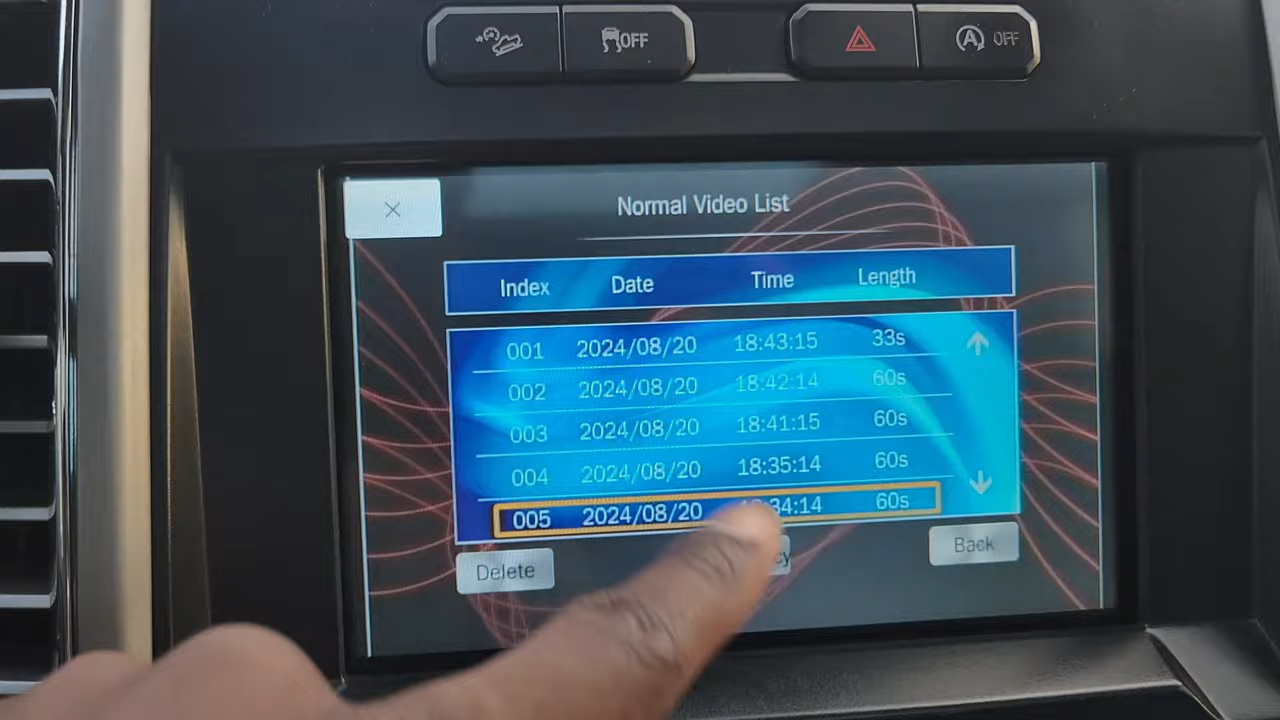 OFF
A OFF
×
Normal Video List
Index Date Time Length
001 2024/08/20 18:43:15 33s
002 2024/08/20 18:42:14 60s
003 2024/08/20 18:41:15 60s
004 2024/08/20 18:35:14 60s
005 2024/08/20 34:14 60s
Delete Back